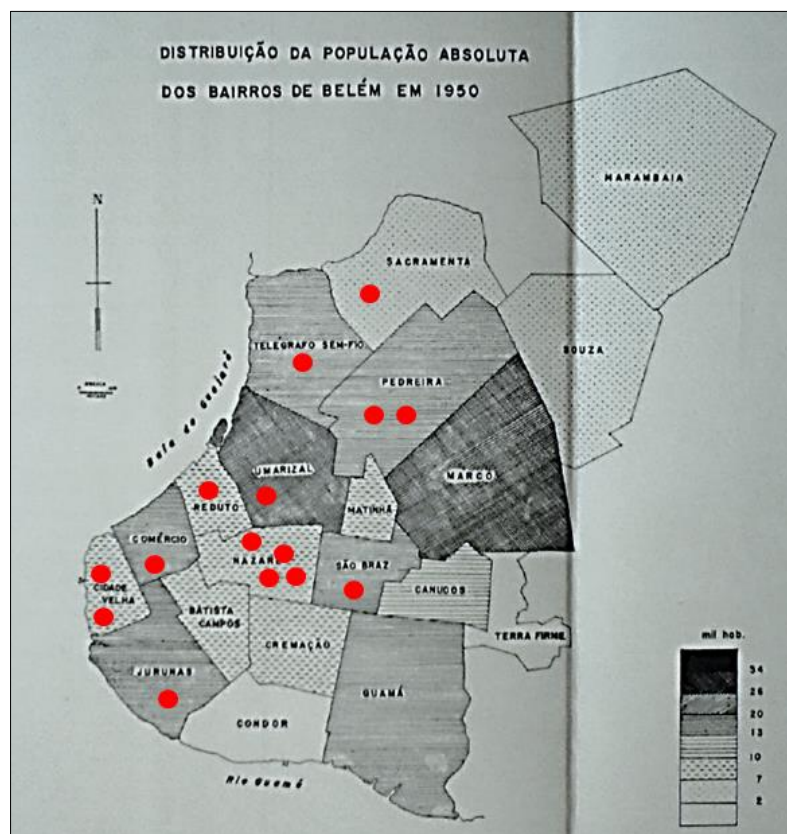 DISTRIBUIÇÃO DA POPULAÇÃO ABSOLUTA
DOS BAIRROS DE BELÉM EM 1950
MARAMBAIA
N
SACRAMENTA
TELÉGRAFO SEM-FIO
SOUZA
PEDREIRA
Baia do Guajará
UMARIZAL
MARCO
REDUTO
MATINHA
COMÉRCIO
NAZARÉ
SÃO BRAZ
CIDADE
VELHA
BATISTA
CAMPOS
CANUDOS
CREMAÇÃO
TERRA FIRME
JURUNAS
GUAMÁ
CONDOR
Rio Guamá
mil hab.
34
26
20
13
10
7
2